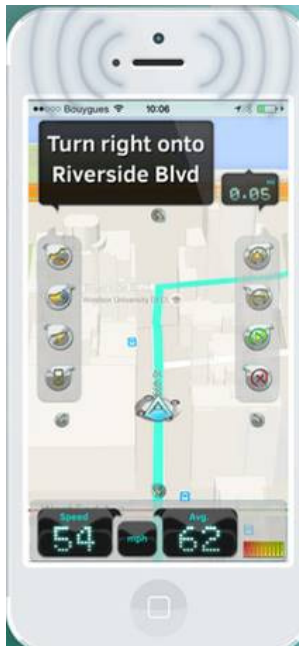 Bouygues 10:06
Turn right onto
Riverside Blvd
0.05
Speed
54
mph
Avg.
62